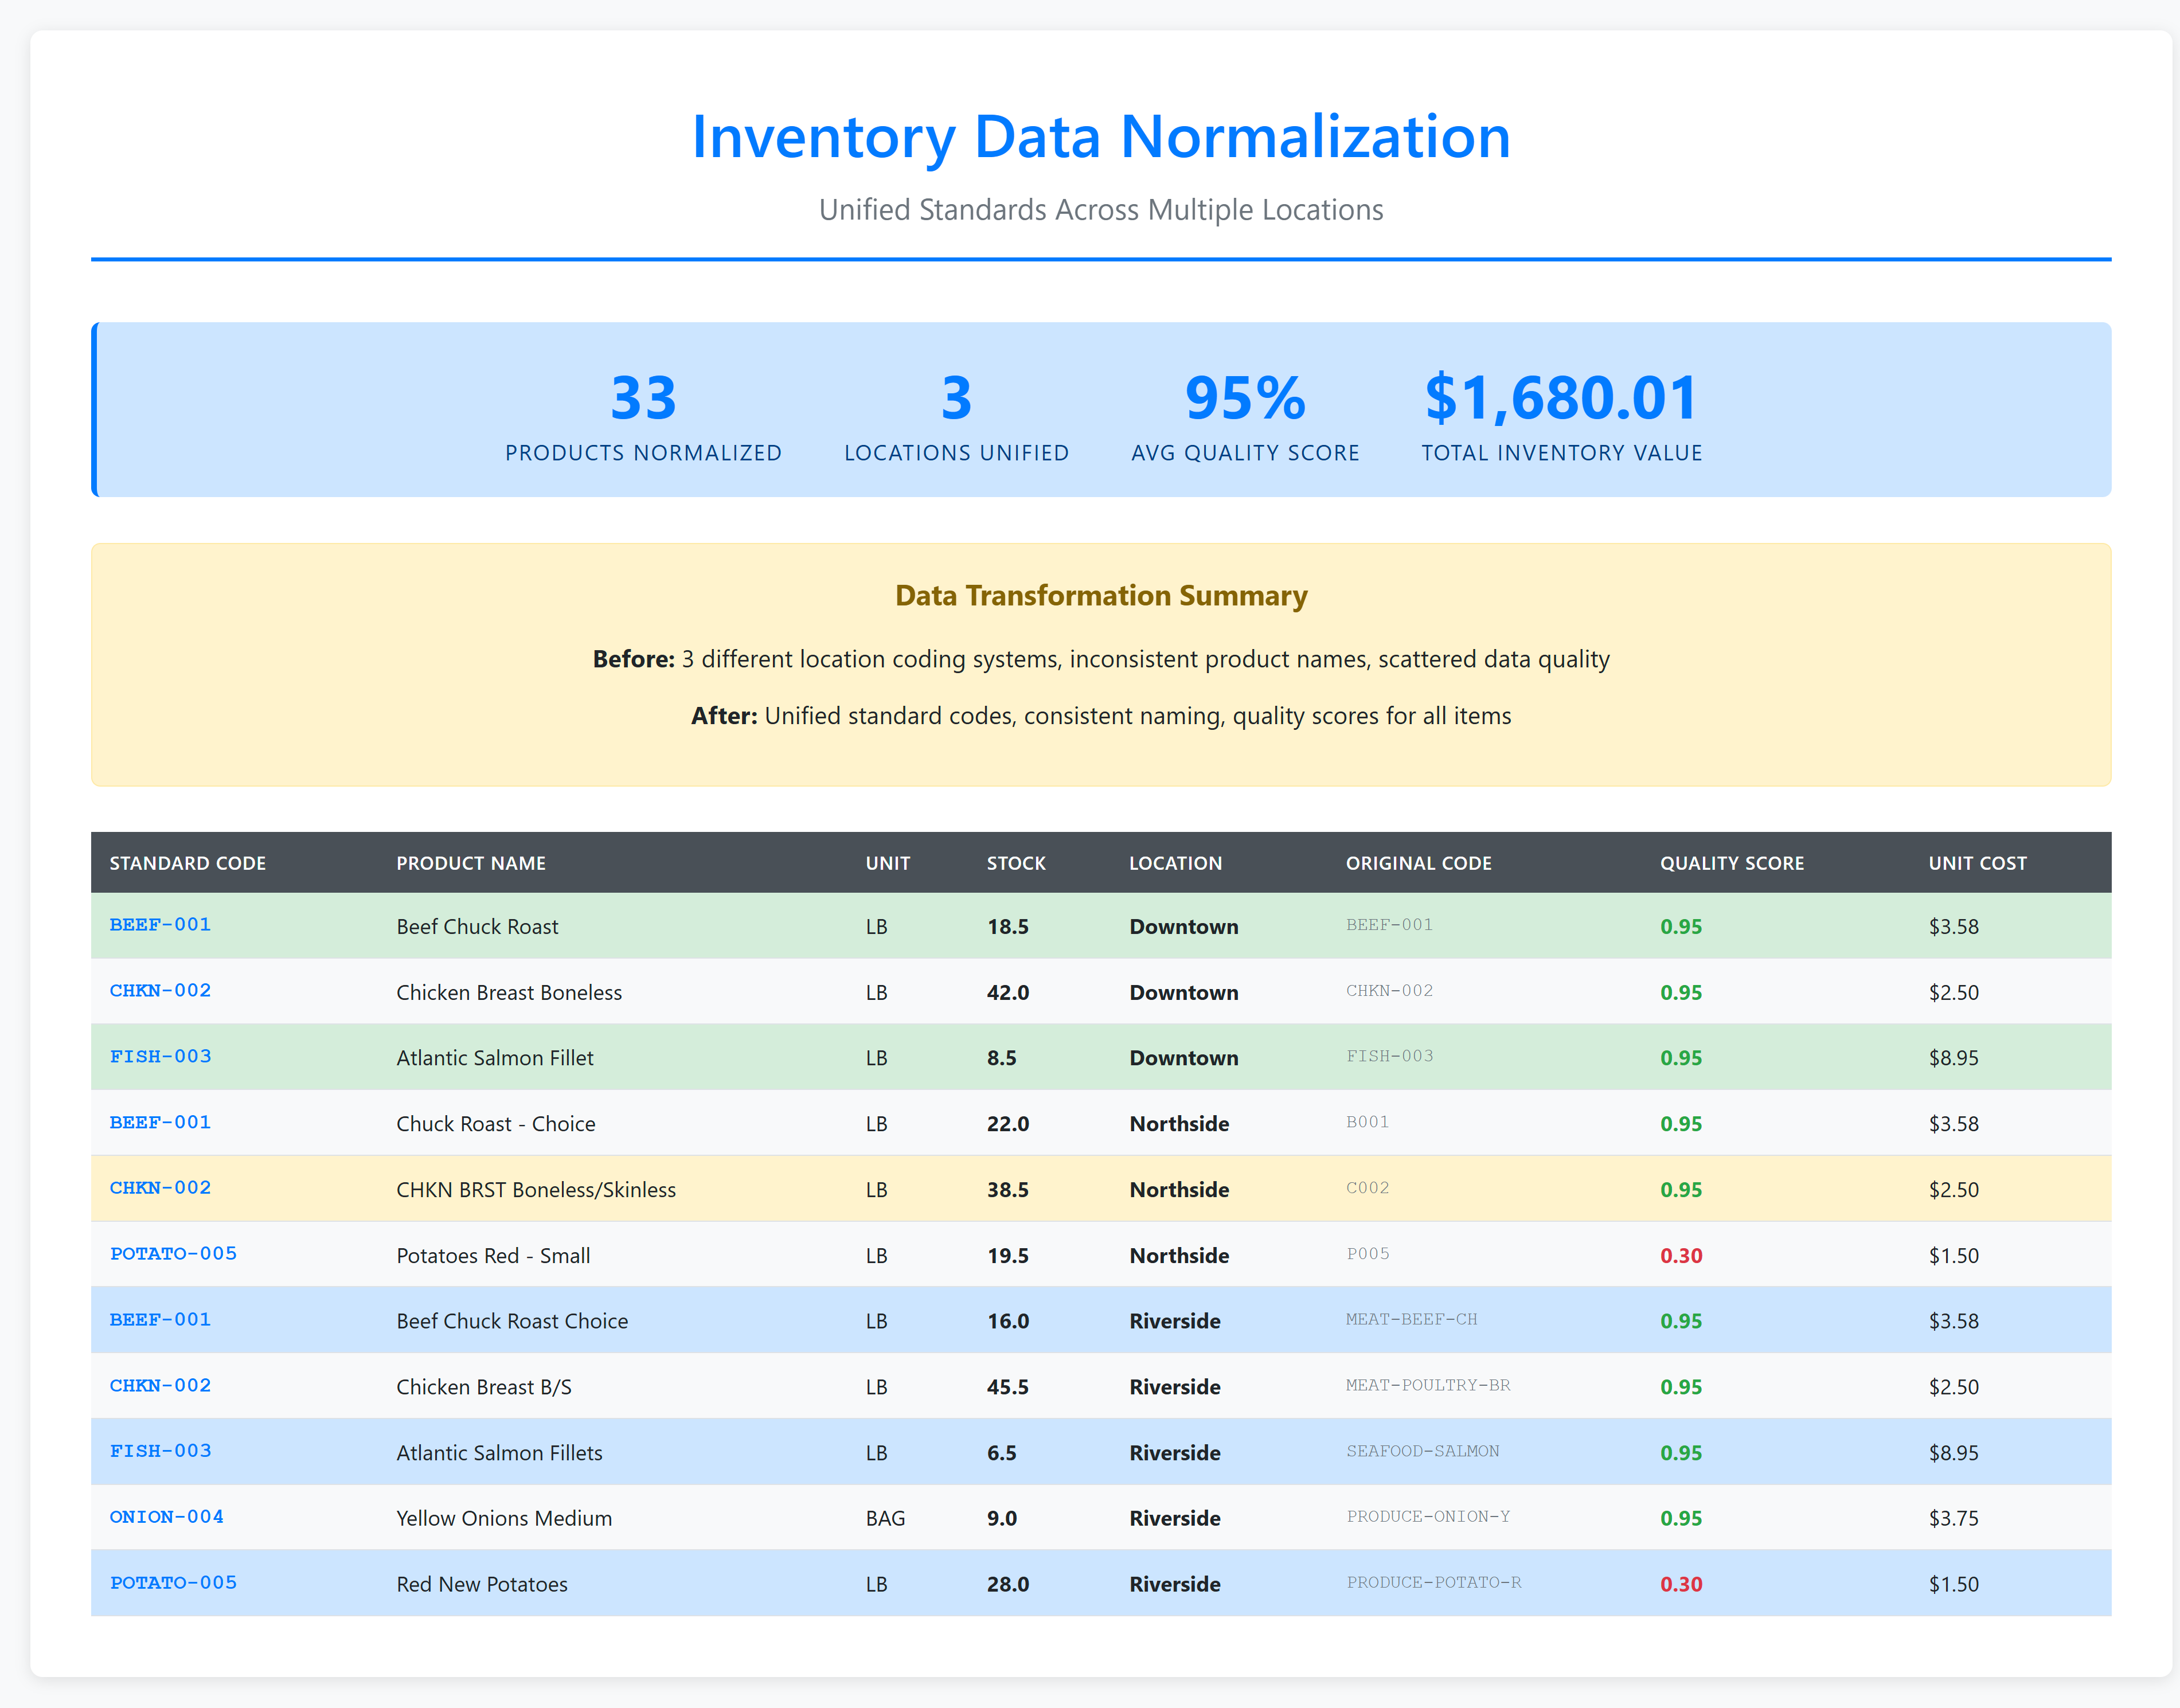 Inventory Data Normalization
Unified Standards Across Multiple Locations
33 3 95% $1,680.01
PRODUCTS NORMALIZED LOCATIONS UNIFIED AVG QUALITY SCORE TOTAL INVENTORY VALUE
Data Transformation Summary
Before: 3 different location coding systems, inconsistent product names, scattered data quality
After: Unified standard codes, consistent naming, quality scores for all items
STANDARD CODE PRODUCT NAME UNIT STOCK LOCATION ORIGINAL CODE QUALITY SCORE UNIT COST
BEEF-001 Beef Chuck Roast LB 18.5 Downtown BEEF-001 0.95 $3.58
CHKN-002 Chicken Breast Boneless LB 42.0 Downtown CHKN-002 0.95 $2.50
FISH-003 Atlantic Salmon Fillet LB 8.5 Downtown FISH-003 0.95 $8.95
BEEF-001 Chuck Roast - Choice LB 22.0 Northside B001 0.95 $3.58
CHKN-002 CHKN BRST Boneless/Skinless LB 38.5 Northside C002 0.95 $2.50
POTATO-005 Potatoes Red - Small LB 19.5 Northside P005 0.30 $1.50
BEEF-001 Beef Chuck Roast Choice LB 16.0 Riverside MEAT-BEEF-CH 0.95 $3.58
CHKN-002 Chicken Breast B/S LB 45.5 Riverside MEAT-POULTRY-BR 0.95 $2.50
FISH-003 Atlantic Salmon Fillets LB 6.5 Riverside SEAFOOD-SALMON 0.95 $8.95
ONION-004 Yellow Onions Medium BAG 9.0 Riverside PRODUCE-ONION-Y 0.95 $3.75
POTATO-005 Red New Potatoes LB 28.0 Riverside PRODUCE-POTATO-R 0.30 $1.50